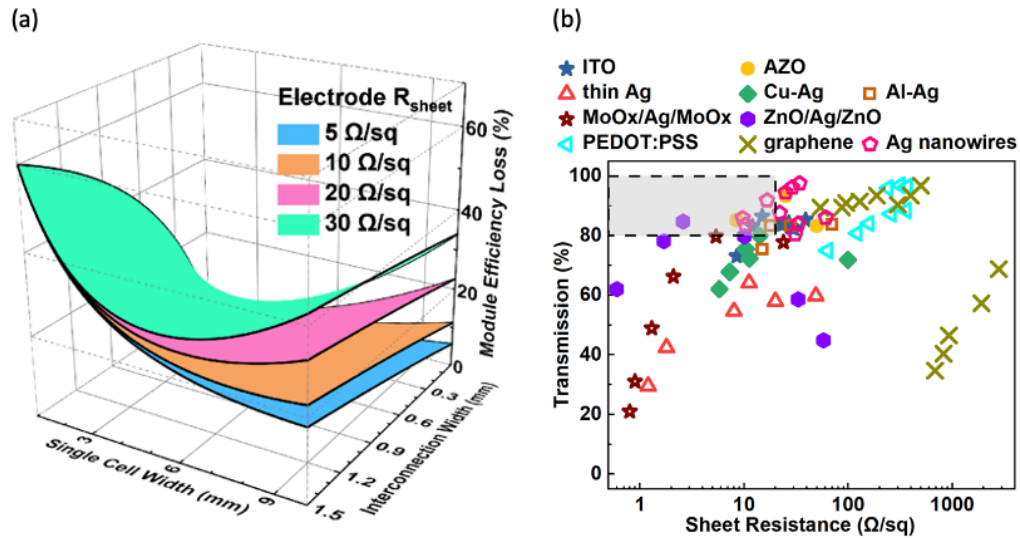 (a)
Electrode Rsheet
5 Ω/sq
10 Ω/sq
20 Ω/sq
30 Ω/sq
Module Efficiency Loss (%)
60
20
0
Interconnection Width (mm)
0.3
0.6
0.9
1.2
1.5
Single Cell Width (mm)
3
6
9
(b)
ITO AZO
thin Ag Cu-Ag Al-Ag
MoOx/Ag/MoOx ZnO/Ag/ZnO
PEDOT:PSS graphene Ag nanowires
Transmission (%)
100
80
60
40
20
0
1 10 100 1000
Sheet Resistance (Ω/sq)